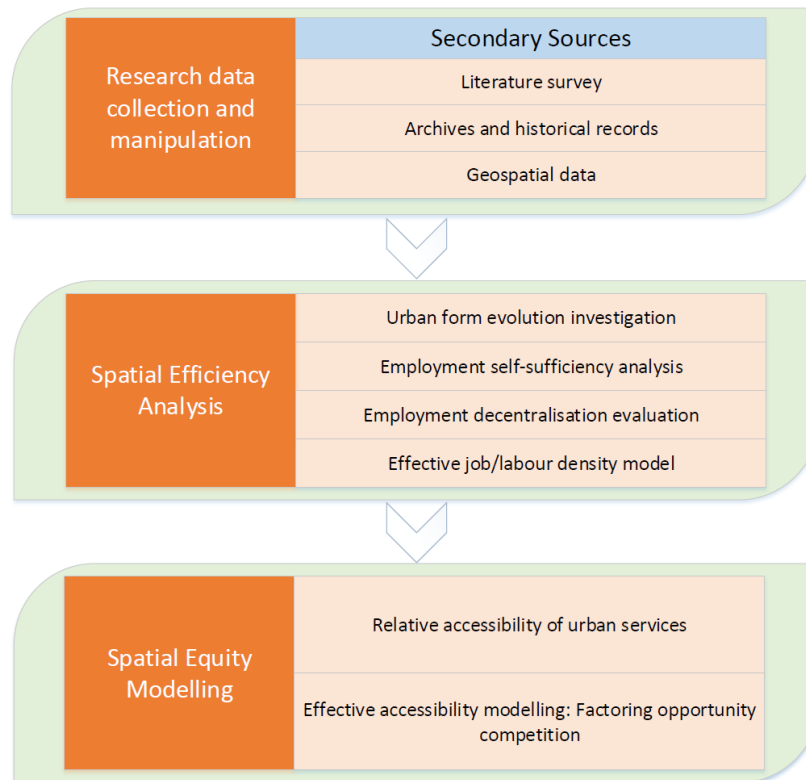 Research data
collection and
manipulation
Secondary Sources
Literature survey
Archives and historical records
Geospatial data
Spatial Efficiency
Analysis
Urban form evolution investigation
Employment self-sufficiency analysis
Employment decentralisation evaluation
Effective job/labour density model
Spatial Equity
Modelling
Relative accessibility of urban services
Effective accessibility modelling: Factoring opportunity
competition